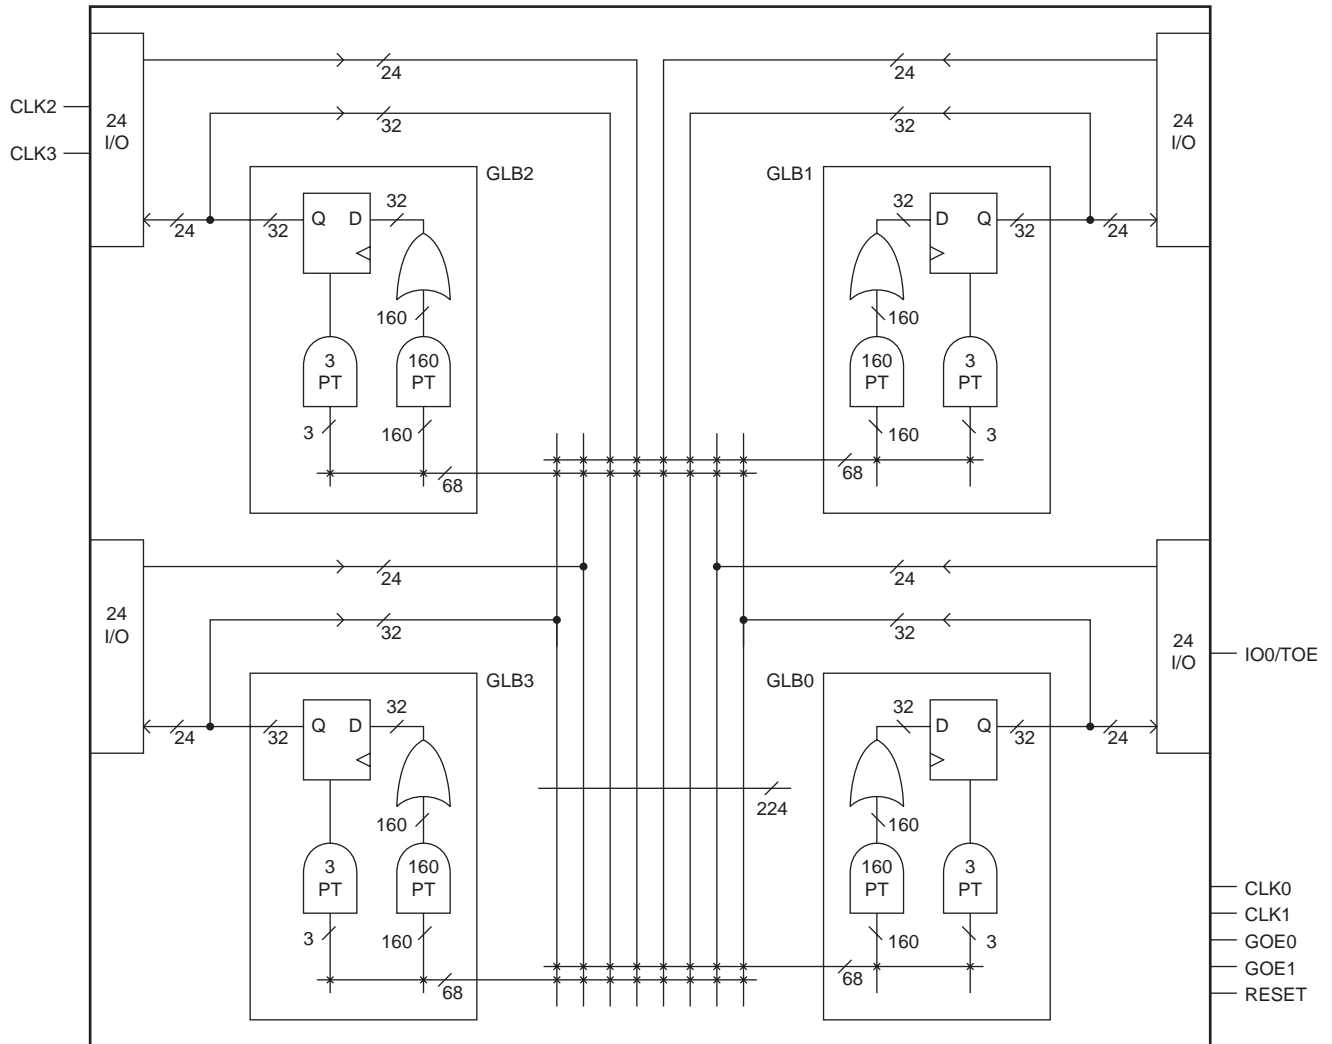 24
24
CLK2
24
I/O
32
32
24
I/O
CLK3
GLB2
GLB1
32
32
Q D
D Q
24
32
32
24
160
160
3
PT
160
PT
160
PT
3
PT
3
160
160
3
68
68
24
24
24
I/O
32
32
24
I/O
IO0/TOE
GLB3
GLB0
32
32
Q D
D Q
24
32
32
24
224
160
160
3
PT
160
PT
160
PT
3
PT
CLK0
CLK1
3
160
160
3
GOE0
GOE1
68
68
RESET